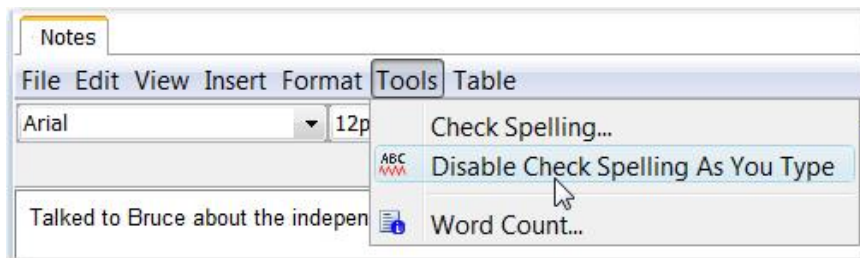 Notes
File Edit View Insert Format Tools Table
Arial 12p
Check Spelling...
ABC Disable Check Spelling As You Type
Talked to Bruce about the indepen
Word Count...